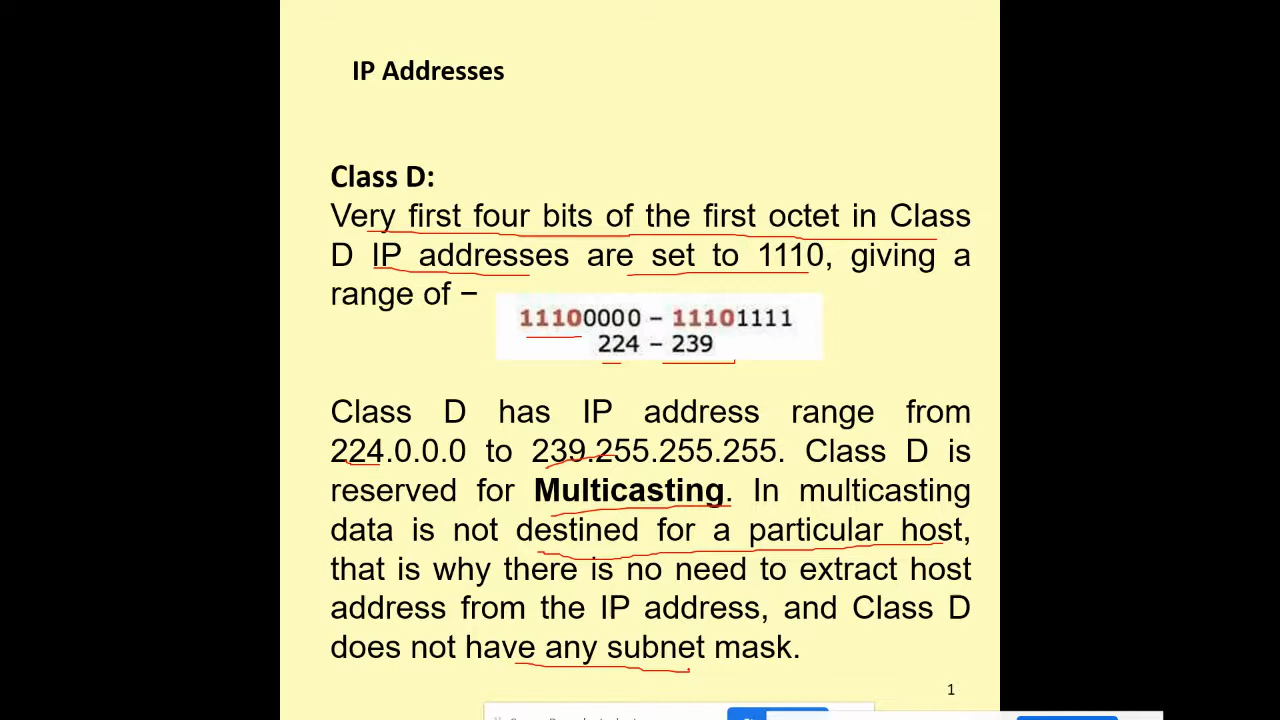 IP Addresses
Class D:
Very first four bits of the first octet in Class
D IP addresses are set to 1110, giving a
range of −
11100000 – 11101111
224 – 239
Class D has IP address range from
224.0.0.0 to 239.255.255.255. Class D is
reserved for Multicasting. In multicasting
data is not destined for a particular host,
that is why there is no need to extract host
address from the IP address, and Class D
does not have any subnet mask.
1